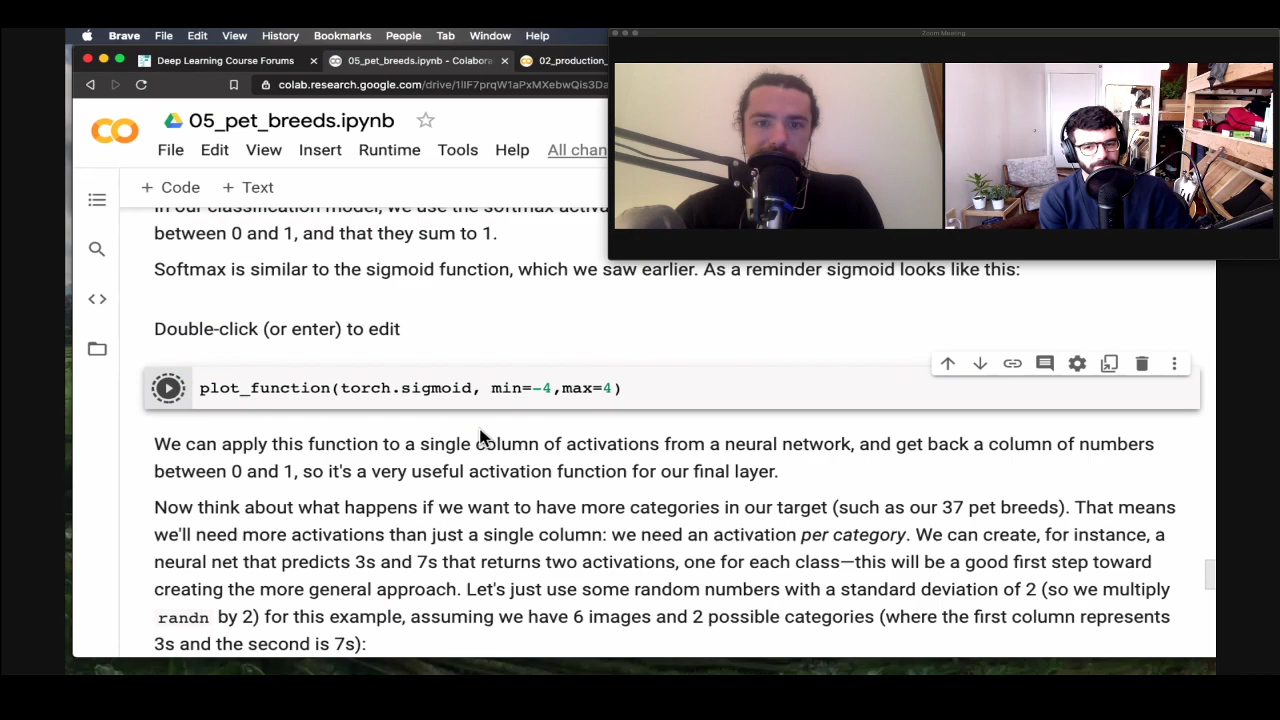 Brave File Edit View History Bookmarks People Tab Window Help
Zoom Meeting
Deep Learning Course Forums
05_pet_breeds.ipynb - Colabora
02_production_
colab.research.google.com/drive/
05_pet_breeds.ipynb
File Edit View Insert Runtime Tools Help All chan
+ Code + Text
In our classification model, we use the softmax activa
between 0 and 1, and that they sum to 1.
Softmax is similar to the sigmoid function, which we saw earlier. As a reminder sigmoid looks like this:
Double-click (or enter) to edit
plot_function(torch.sigmoid, min=-4,max=4)
We can apply this function to a single column of activations from a neural network, and get back a column of numbers
between 0 and 1, so it's a very useful activation function for our final layer.
Now think about what happens if we want to have more categories in our target (such as our 37 pet breeds). That means
we'll need more activations than just a single column: we need an activation per category. We can create, for instance, a
neural net that predicts 3s and 7s that returns two activations, one for each class—this will be a good first step toward
creating the more general approach. Let's just use some random numbers with a standard deviation of 2 (so we multiply
randn by 2) for this example, assuming we have 6 images and 2 possible categories (where the first column represents
3s and the second is 7s):